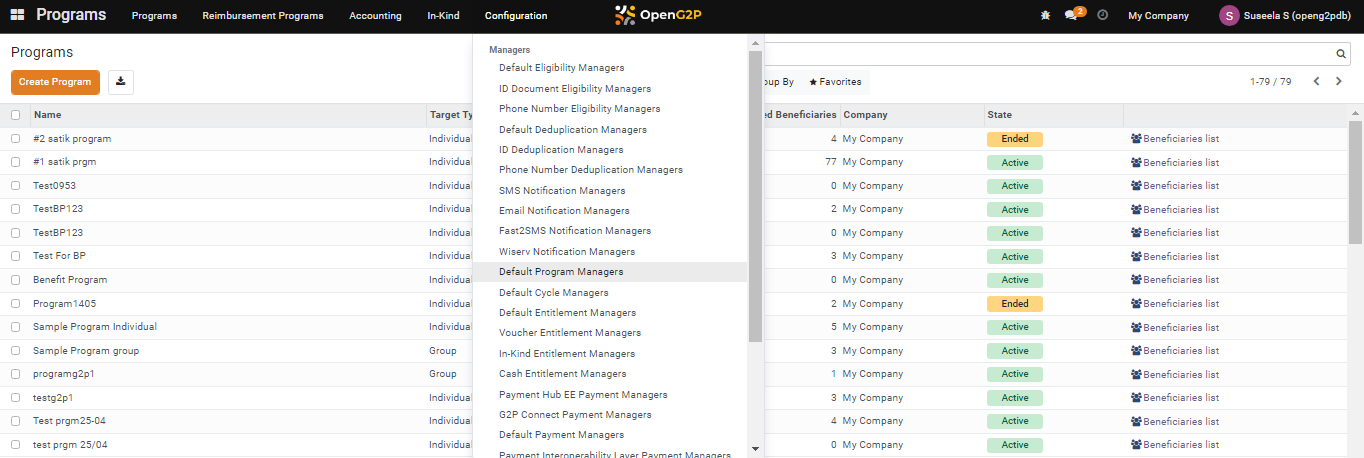 Programs Programs Reimbursement Programs Accounting In-Kind Configuration OpenG2P 2 My Company S Suseela S (openg2pdb)
Programs
Create Program
Managers
Default Eligibility Managers
ID Document Eligibility Managers
Phone Number Eligibility Managers
Default Deduplication Managers
ID Deduplication Managers
Phone Number Deduplication Managers
SMS Notification Managers
Email Notification Managers
Fast2SMS Notification Managers
Wiserv Notification Managers
Default Program Managers
Default Cycle Managers
Default Entitlement Managers
Voucher Entitlement Managers
In-Kind Entitlement Managers
Cash Entitlement Managers
Payment Hub EE Payment Managers
G2P Connect Payment Managers
Default Payment Managers
Payment Interoperability Layer Payment Managers
oup By Favorites 1-79 / 79
Name Target Ty ed Beneficiaries Company State
#2 satik program Individual 4 My Company Ended Beneficiaries list
#1 satik prgm Individual 77 My Company Active Beneficiaries list
Test0953 Individual 0 My Company Active Beneficiaries list
TestBP123 Individual 2 My Company Active Beneficiaries list
TestBP123 Individual 0 My Company Active Beneficiaries list
Test For BP Individual 3 My Company Active Beneficiaries list
Benefit Program Individual 0 My Company Active Beneficiaries list
Program1405 Individual 2 My Company Ended Beneficiaries list
Sample Program Individual Individual 5 My Company Active Beneficiaries list
Sample Program group Group 3 My Company Active Beneficiaries list
programg2p1 Group 1 My Company Active Beneficiaries list
testg2p1 Individual 3 My Company Active Beneficiaries list
Test prgm25-04 Individual 4 My Company Active Beneficiaries list
test prgm 25/04 Individual 0 My Company Active Beneficiaries list